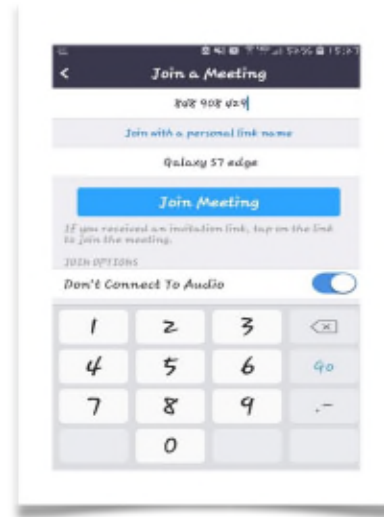 Join a Meeting
908
Join with a personal link name
Galaxy S7 edge
Join Meeting
If you received an invitation link, tap on the link
to join the meeting.
JOIN OPTIONS
Don't Connect To Audio
1 2 3
4 5 6 Go
7 8 9 .-
0